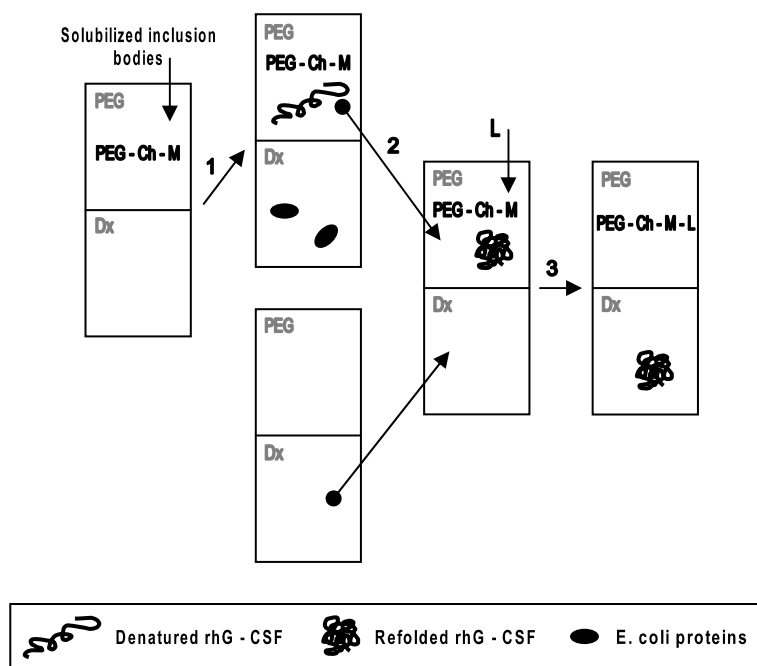 Solubilized inclusion
bodies
PEG
PEG - Ch - M
Dx
1
PEG
PEG - Ch - M
Dx
2
PEG
Dx
L
PEG
PEG - Ch - M
Dx
3
PEG
PEG - Ch - M - L
Dx
Denatured rhG - CSF
Refolded rhG - CSF
E. coli proteins